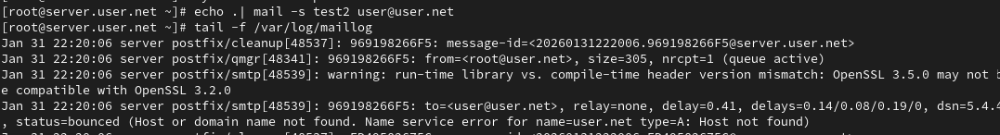 [root@server.user.net ~]# echo .| mail -s test2 user@user.net
[root@server.user.net ~]# tail -f /var/log/maillog
Jan 31 22:20:06 server postfix/cleanup[48537]: 969198266F5: message-id=<20260131222006.969198266F5@server.user.net>
Jan 31 22:20:06 server postfix/qmgr[48341]: 969198266F5: from=<root@user.net>, size=305, nrcpt=1 (queue active)
Jan 31 22:20:06 server postfix/smtp[48539]: warning: run-time library vs. compile-time header version mismatch: OpenSSL 3.5.0 may not b
e compatible with OpenSSL 3.2.0
Jan 31 22:20:06 server postfix/smtp[48539]: 969198266F5: to=<user@user.net>, relay=none, delay=0.41, delays=0.14/0.08/0.19/0, dsn=5.4.4
, status=bounced (Host or domain name not found. Name service error for name=user.net type=A: Host not found)